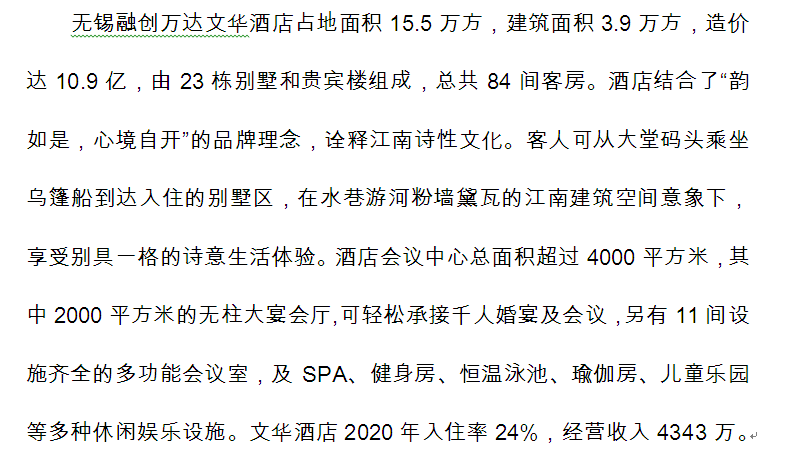 无锡融创万达文华酒店占地面积 15.5 万方，建筑面积 3.9 万方，造价
达 10.9 亿，由 23 栋别墅和贵宾楼组成，总共 84 间客房。酒店结合了“韵
如是，心境自开”的品牌理念，诠释江南诗性文化。客人可从大堂码头乘坐
乌篷船到达入住的别墅区，在水巷游河粉墙黛瓦的江南建筑空间意象下，
享受别具一格的诗意生活体验。酒店会议中心总面积超过 4000 平方米，其
中 2000 平方米的无柱大宴会厅,可轻松承接千人婚宴及会议，另有 11 间设
施齐全的多功能会议室，及 SPA、健身房、恒温泳池、瑜伽房、儿童乐园
等多种休闲娱乐设施。文华酒店 2020 年入住率 24%，经营收入 4343 万。